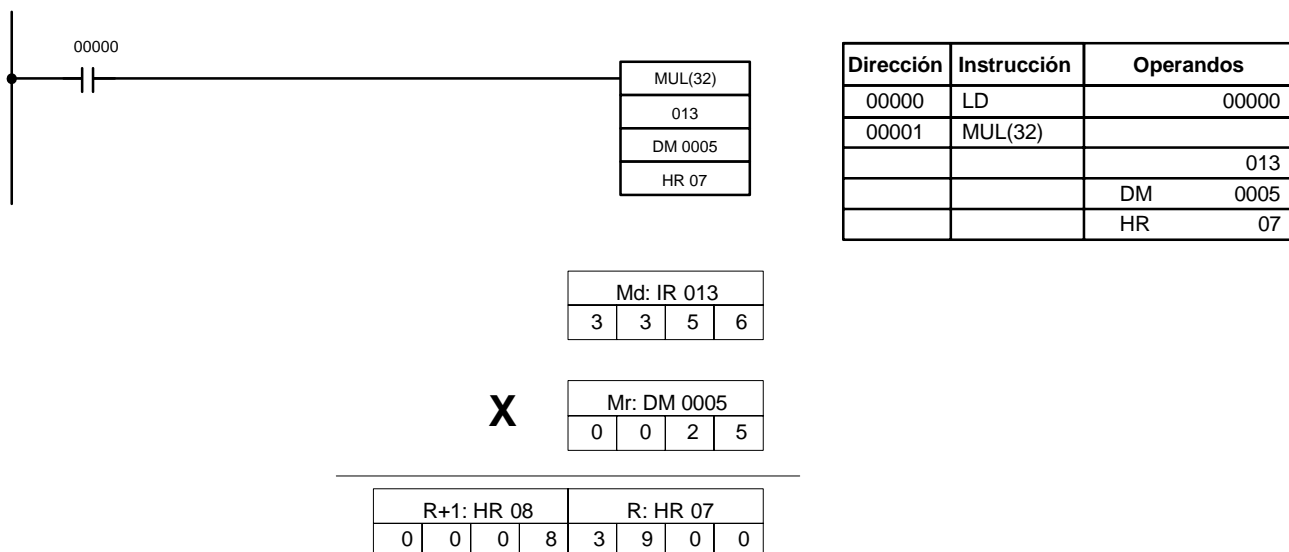 00000
MUL(32)
013
DM 0005
HR 07
Dirección Instrucción Operandos
00000 LD 00000
00001 MUL(32)
013
DM 0005
HR 07
Md: IR 013
3 3 5 6
X
Mr: DM 0005
0 0 2 5
R+1: HR 08 R: HR 07
0 0 0 8 3 9 0 0